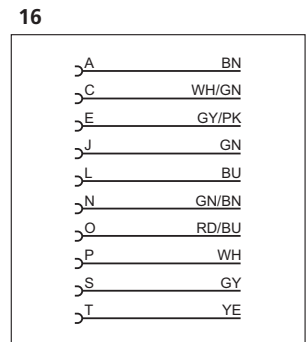 16
A BN
C WH/GN
E GY/PK
J GN
L BU
N GN/BN
O RD/BU
P WH
S GY
T YE